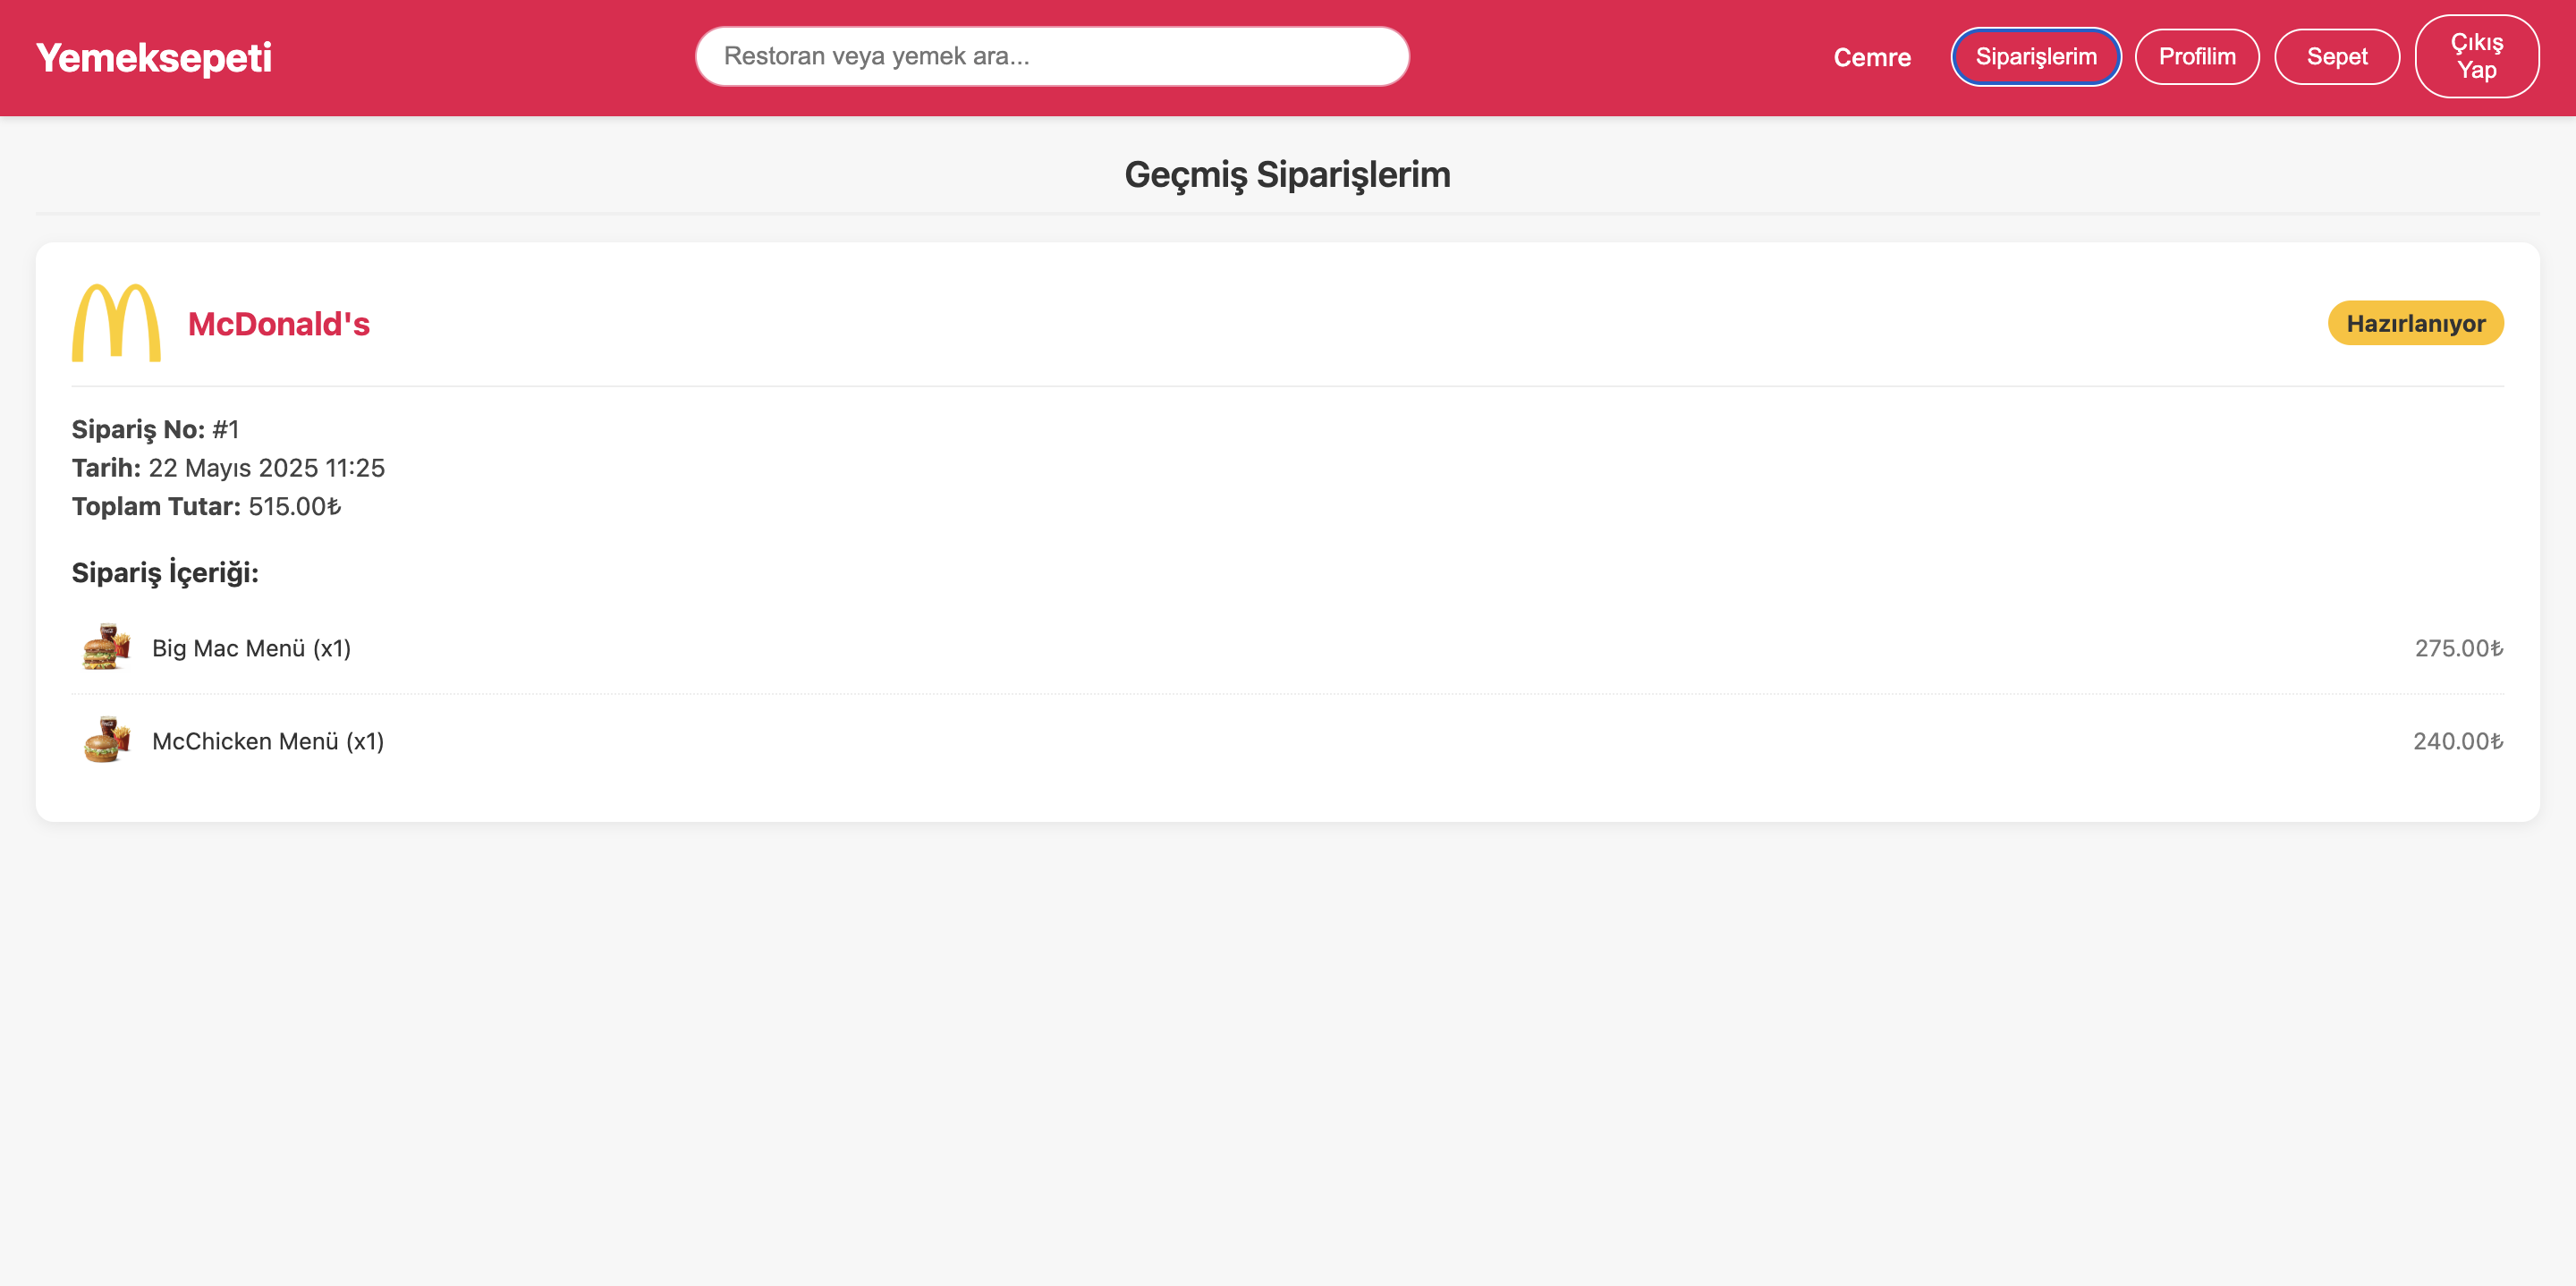 Yemeksepeti
Restoran veya yemek ara...
Cemre
Siparişlerim
Profilim
Sepet
Çıkış
Yap
Geçmiş Siparişlerim
McDonald's
Hazırlanıyor
Sipariş No: #1
Tarih: 22 Mayıs 2025 11:25
Toplam Tutar: 515.00₺
Sipariş İçeriği:
Big Mac Menü (x1)
275.00₺
McChicken Menü (x1)
240.00₺